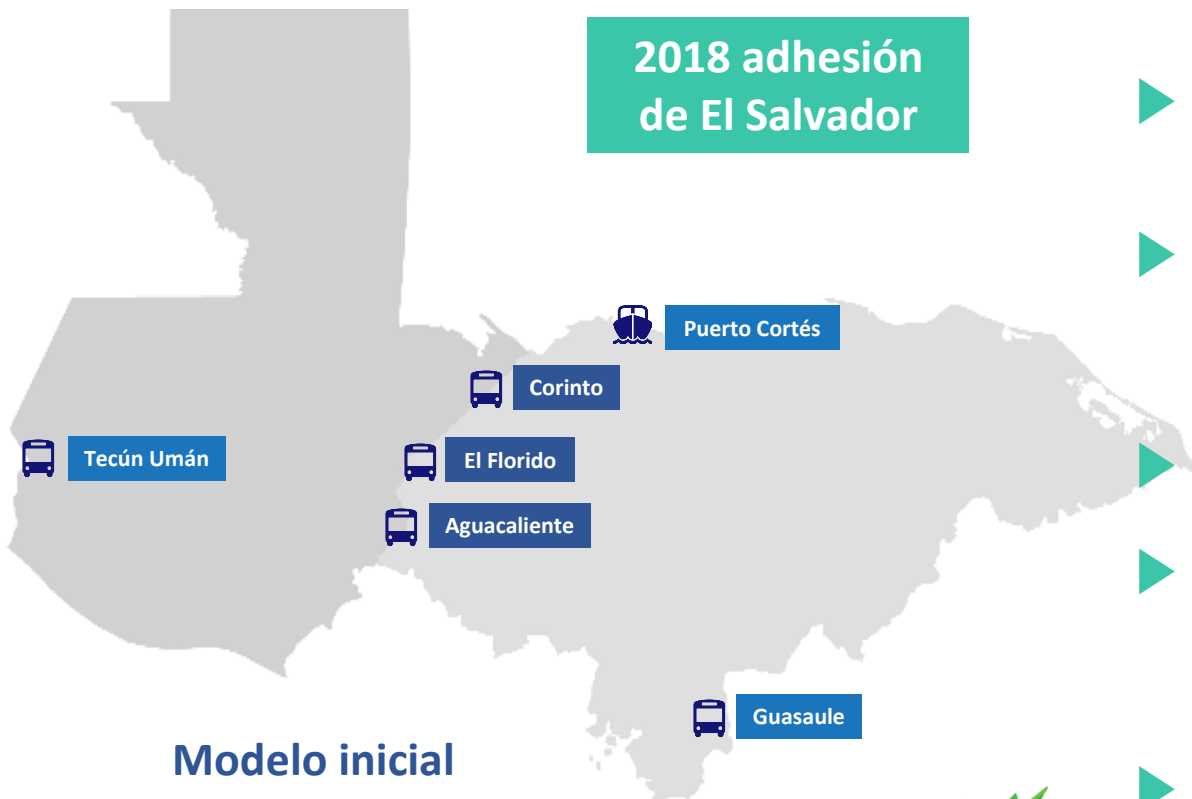 2018 adhesión
de El Salvador
Puerto Cortés
Corinto
Tecún Umán
El Florido
Aguacaliente
Guasaule
Modelo inicial